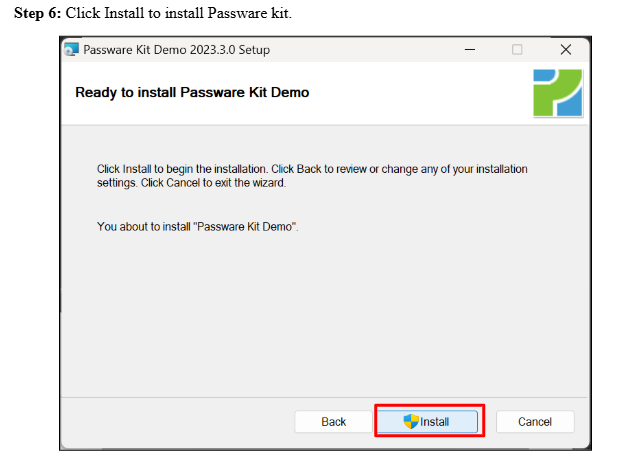 Step 6: Click Install to install Passware kit.
Passware Kit Demo 2023.3.0 Setup
Ready to install Passware Kit Demo
Click Install to begin the installation. Click Back to review or change any of your installation
settings. Click Cancel to exit the wizard.
You about to install "Passware Kit Demo".
Back
Install
Cancel